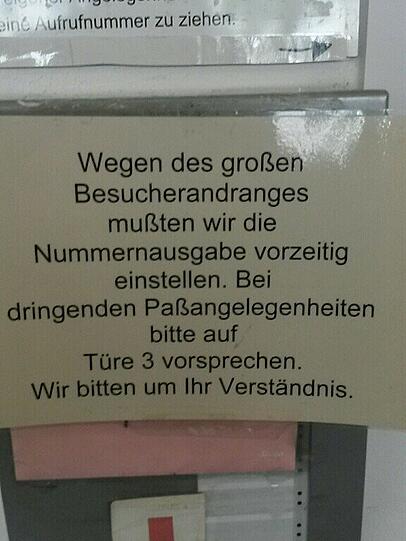 eine Aufrufnummer zu ziehen.
Wegen des großen
Besucherandranges
mußten wir die
Nummernausgabe vorzeitig
einstellen. Bei
dringenden Paßangelegenheiten
bitte auf
Türe 3 vorsprechen.
Wir bitten um Ihr Verständnis.